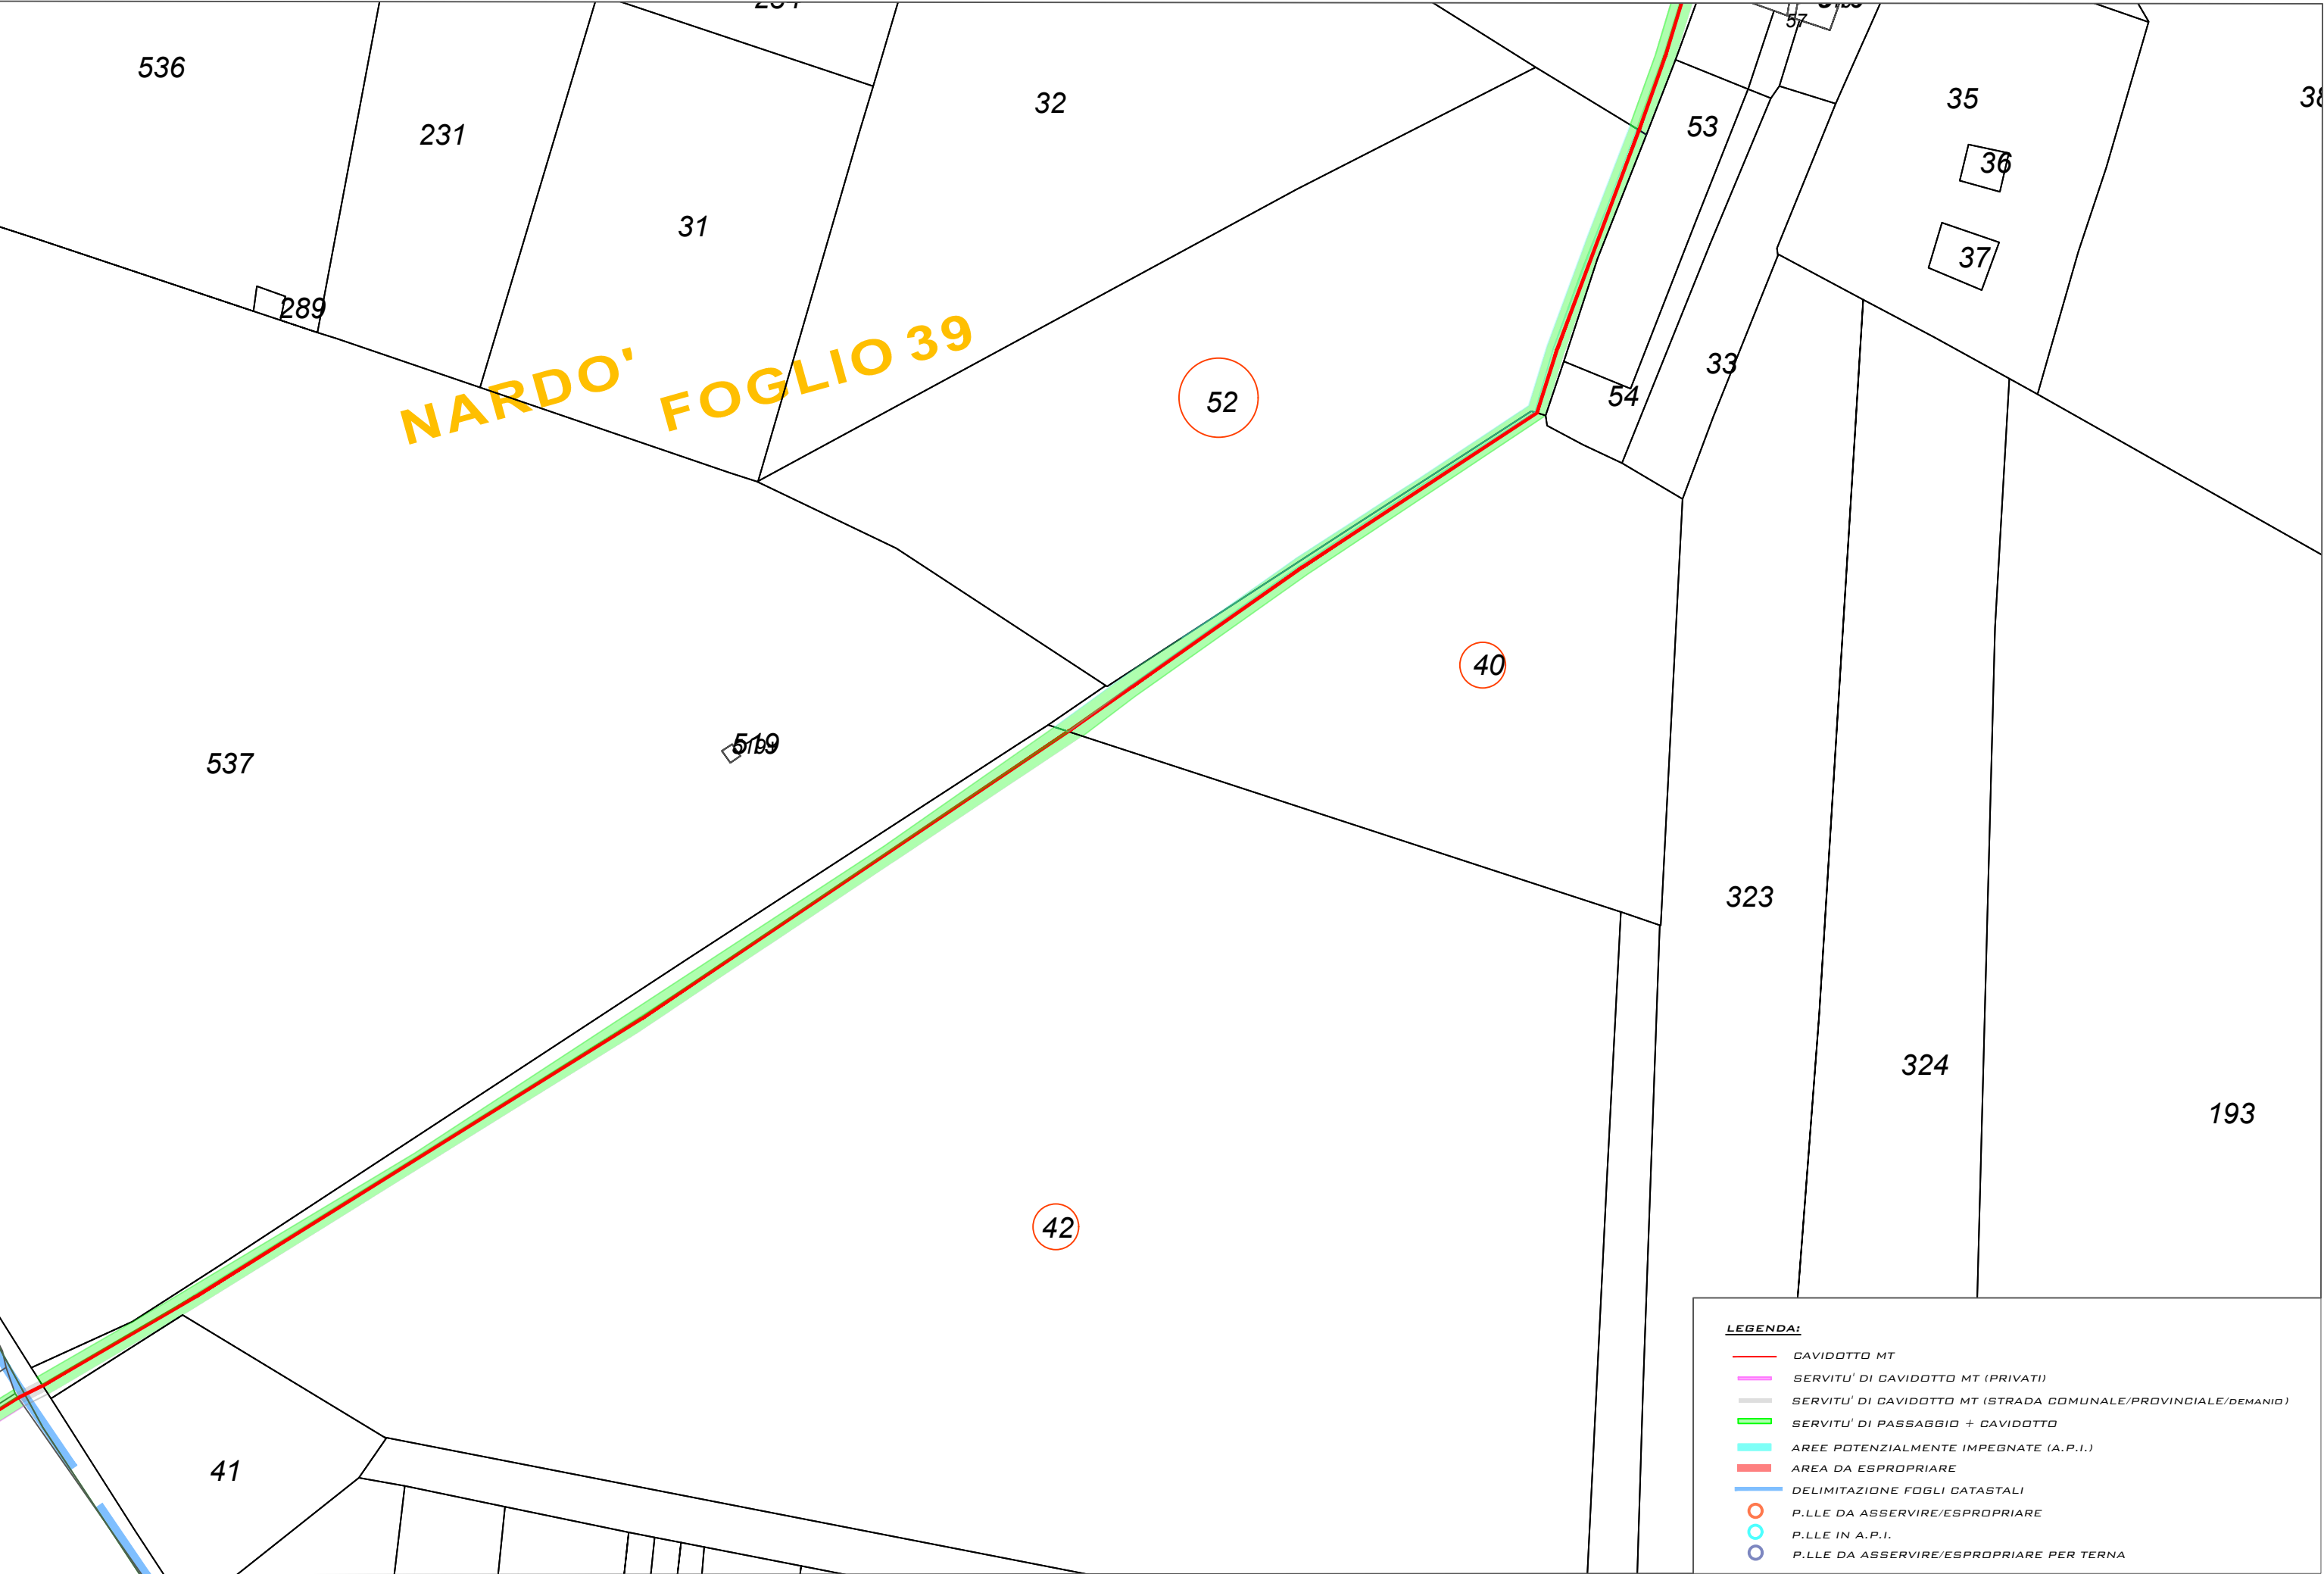 57
536
231
32
53
35
36
31
37
289
NARDO' FOGLIO 39
33
52
54
40
537
519
323
324
193
42
41
LEGENDA:
CAVIDOTTO MT
SERVITU' DI CAVIDOTTO MT (PRIVATI)
SERVITU' DI CAVIDOTTO MT (STRADA COMUNALE/PROVINCIALE/DEMANIO)
SERVITU' DI PASSAGGIO + CAVIDOTTO
AREE POTENZIALMENTE IMPEGNATE (A.P.I.)
AREA DA ESPROPRIARE
DELIMITAZIONE FOGLI CATASTALI
P.LLE DA ASSERVIRE/ESPROPRIARE
P.LLE IN A.P.I.
P.LLE DA ASSERVIRE/ESPROPRIARE PER TERNA